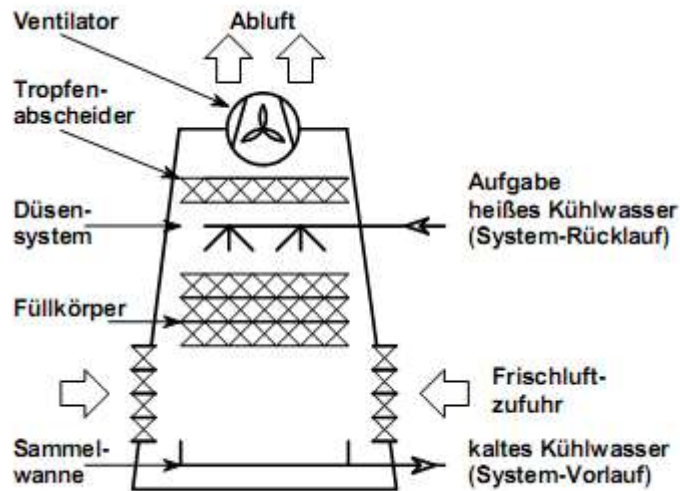 Ventilator
Abluft
Tropfen-
abscheider
Düsen-
system
Aufgabe
heißes Kühlwasser
(System-Rücklauf)
Füllkörper
Frischluft-
zufuhr
Sammel-
wanne
kaltes Kühlwasser
(System-Vorlauf)